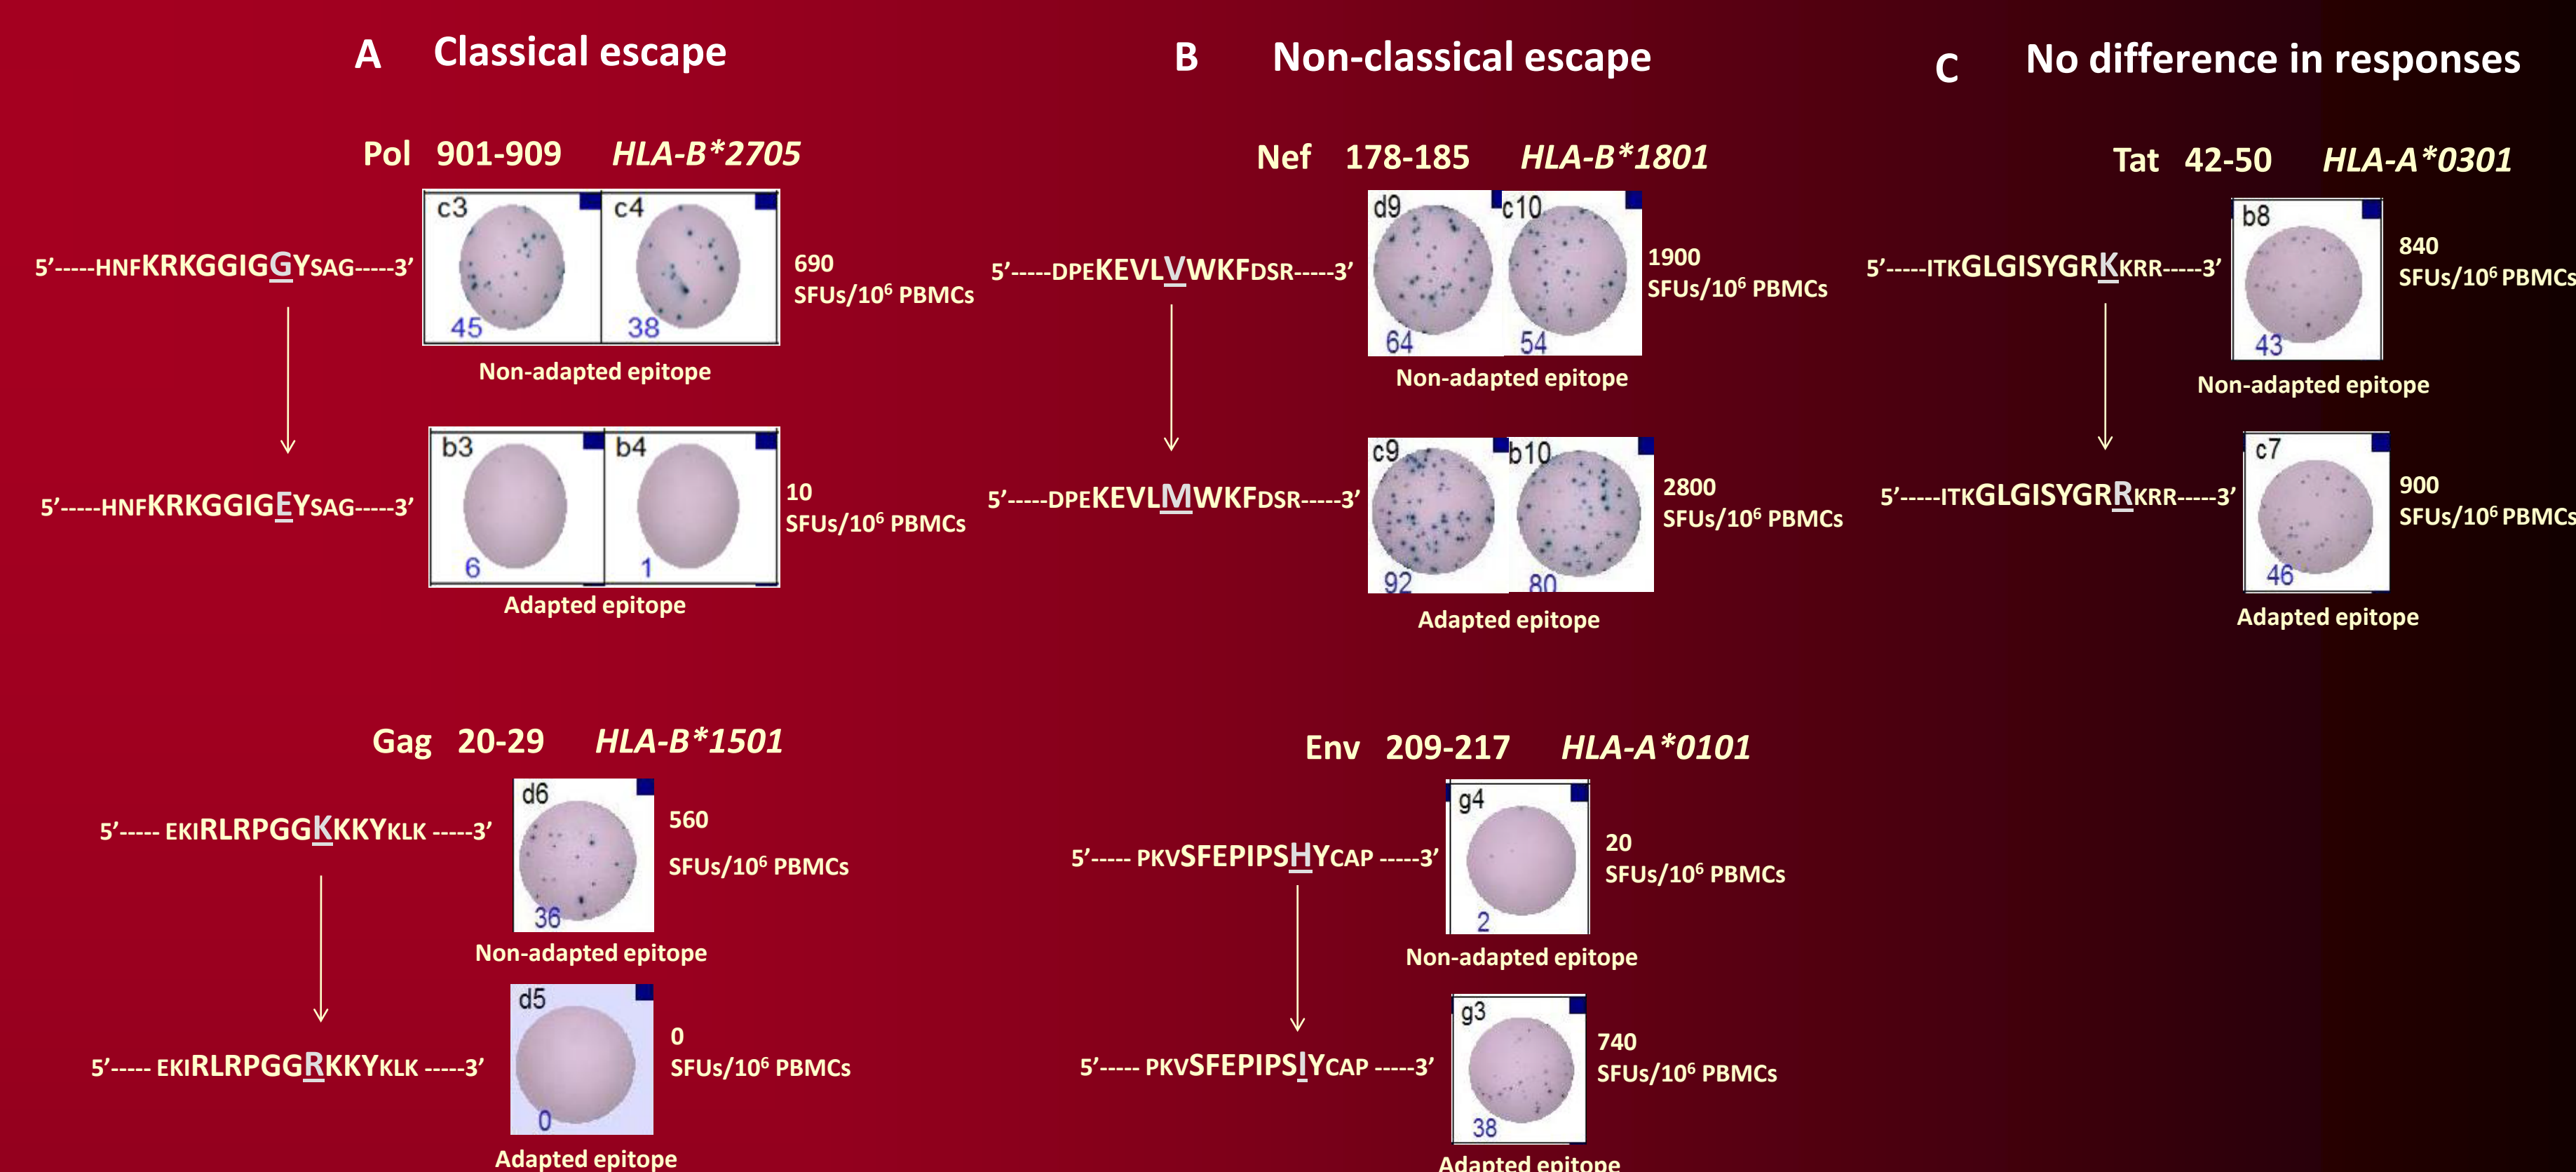 A Classical escape
Pol 901-909 HLA-B*2705
5’-----HNFKRKGGIGGYSAG-----3’
c3
45
c4
38
690
SFUs/10⁶ PBMCs
Non-adapted epitope
5’-----HNFKRKGGIGEYSAG-----3’
b3
6
b4
1
10
SFUs/10⁶ PBMCs
Adapted epitope
Gag 20-29 HLA-B*1501
5’----- EKIRLRPGGKKKYKLK -----3’
d6
36
560
SFUs/10⁶ PBMCs
Non-adapted epitope
5’----- EKIRLRPGGRKKYKLK -----3’
d5
0
0
SFUs/10⁶ PBMCs
Adapted epitope
B Non-classical escape
Nef 178-185 HLA-B*1801
5’-----DPEKEVLVWKFDSR-----3’
d9
64
c10
54
1900
SFUs/10⁶ PBMCs
Non-adapted epitope
5’-----DPEKEVLMWKFDSR-----3’
c9
92
b10
80
2800
SFUs/10⁶ PBMCs
Adapted epitope
Env 209-217 HLA-A*0101
5’----- PKVSFEPIPSHYCAP -----3’
g4
2
20
SFUs/10⁶ PBMCs
Non-adapted epitope
5’----- PKVSFEPIPSIYCAP -----3’
g3
38
740
SFUs/10⁶ PBMCs
Adapted epitope
C No difference in responses
Tat 42-50 HLA-A*0301
5’-----ITKGLGISYGRKKRR-----3’
b8
43
840
SFUs/10⁶ PBMCs
Non-adapted epitope
5’-----ITKGLGISYGRRKRR-----3’
c7
46
900
SFUs/10⁶ PBMCs
Adapted epitope